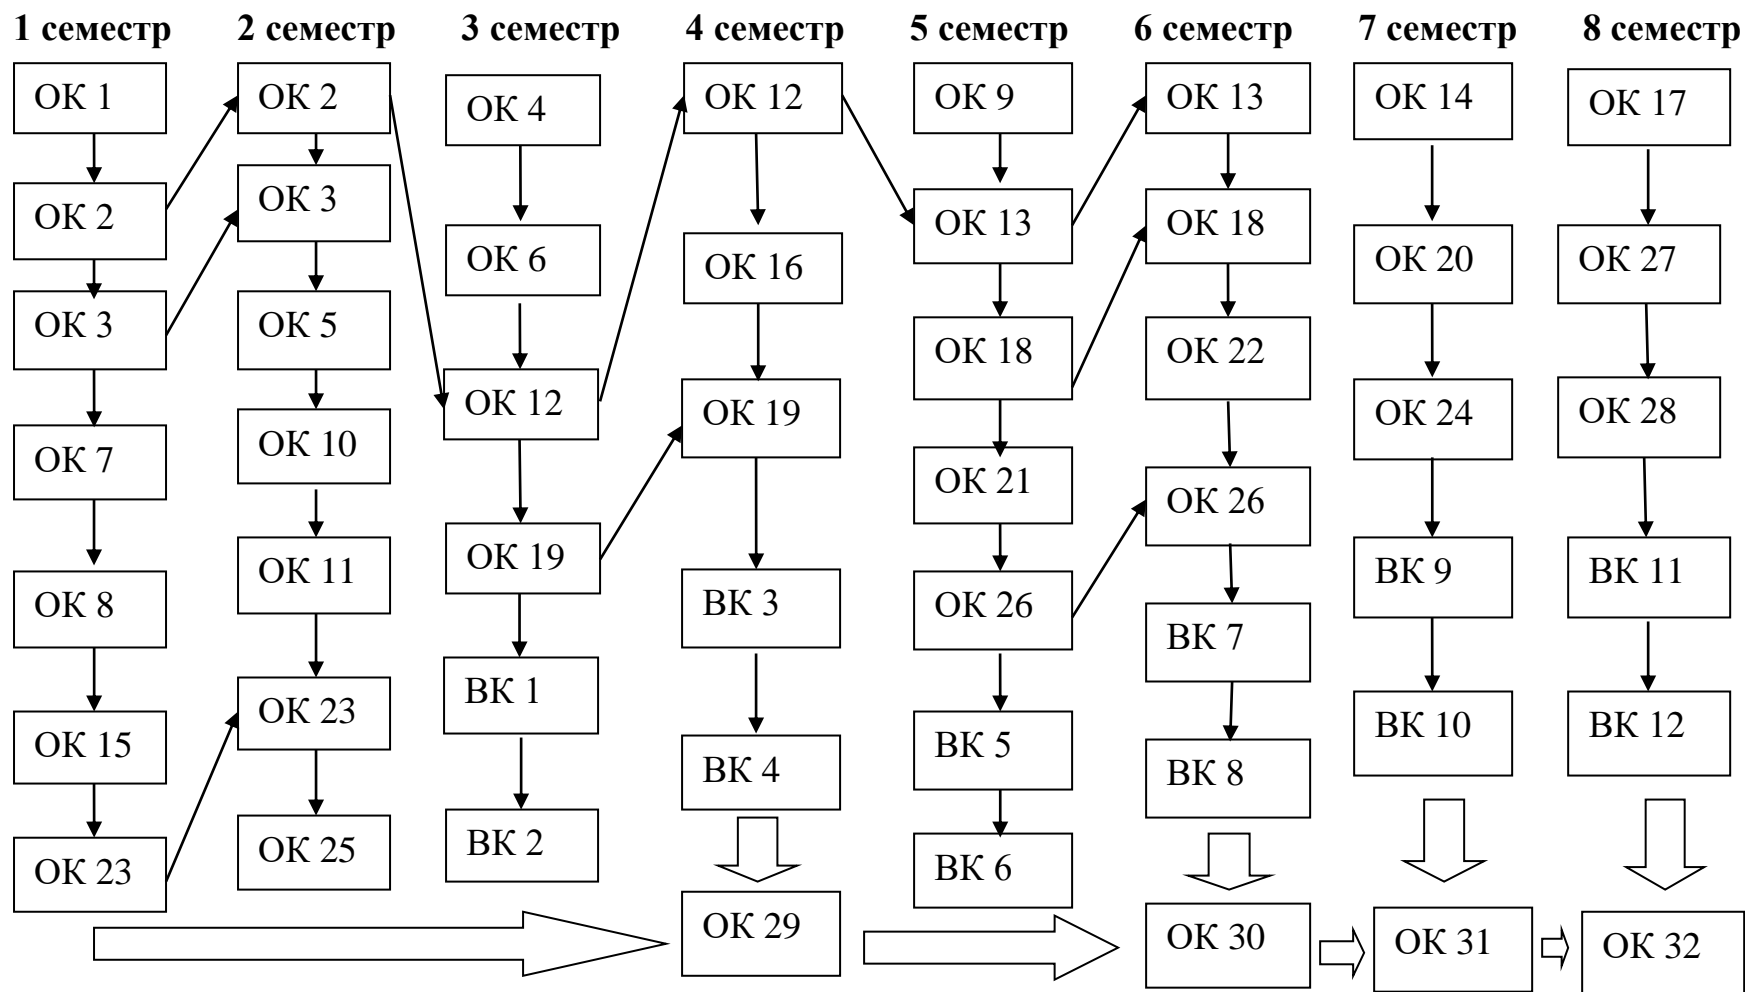 1 семестр
2 семестр
3 семестр
4 семестр
5 семестр
6 семестр
7 семестр
8 семестр
ОК 1
ОК 2
ОК 3
ОК 7
ОК 8
ОК 15
ОК 23
ОК 2
ОК 3
ОК 5
ОК 10
ОК 11
ОК 23
ОК 25
ОК 4
ОК 6
ОК 12
ОК 19
ВК 1
ВК 2
ОК 12
ОК 16
ОК 19
ВК 3
ВК 4
ОК 29
ОК 9
ОК 13
ОК 18
ОК 21
ОК 26
ВК 5
ВК 6
ОК 13
ОК 18
ОК 22
ОК 26
ВК 7
ВК 8
ОК 30
ОК 14
ОК 20
ОК 24
ВК 9
ВК 10
ОК 31
ОК 17
ОК 27
ОК 28
ВК 11
ВК 12
ОК 32